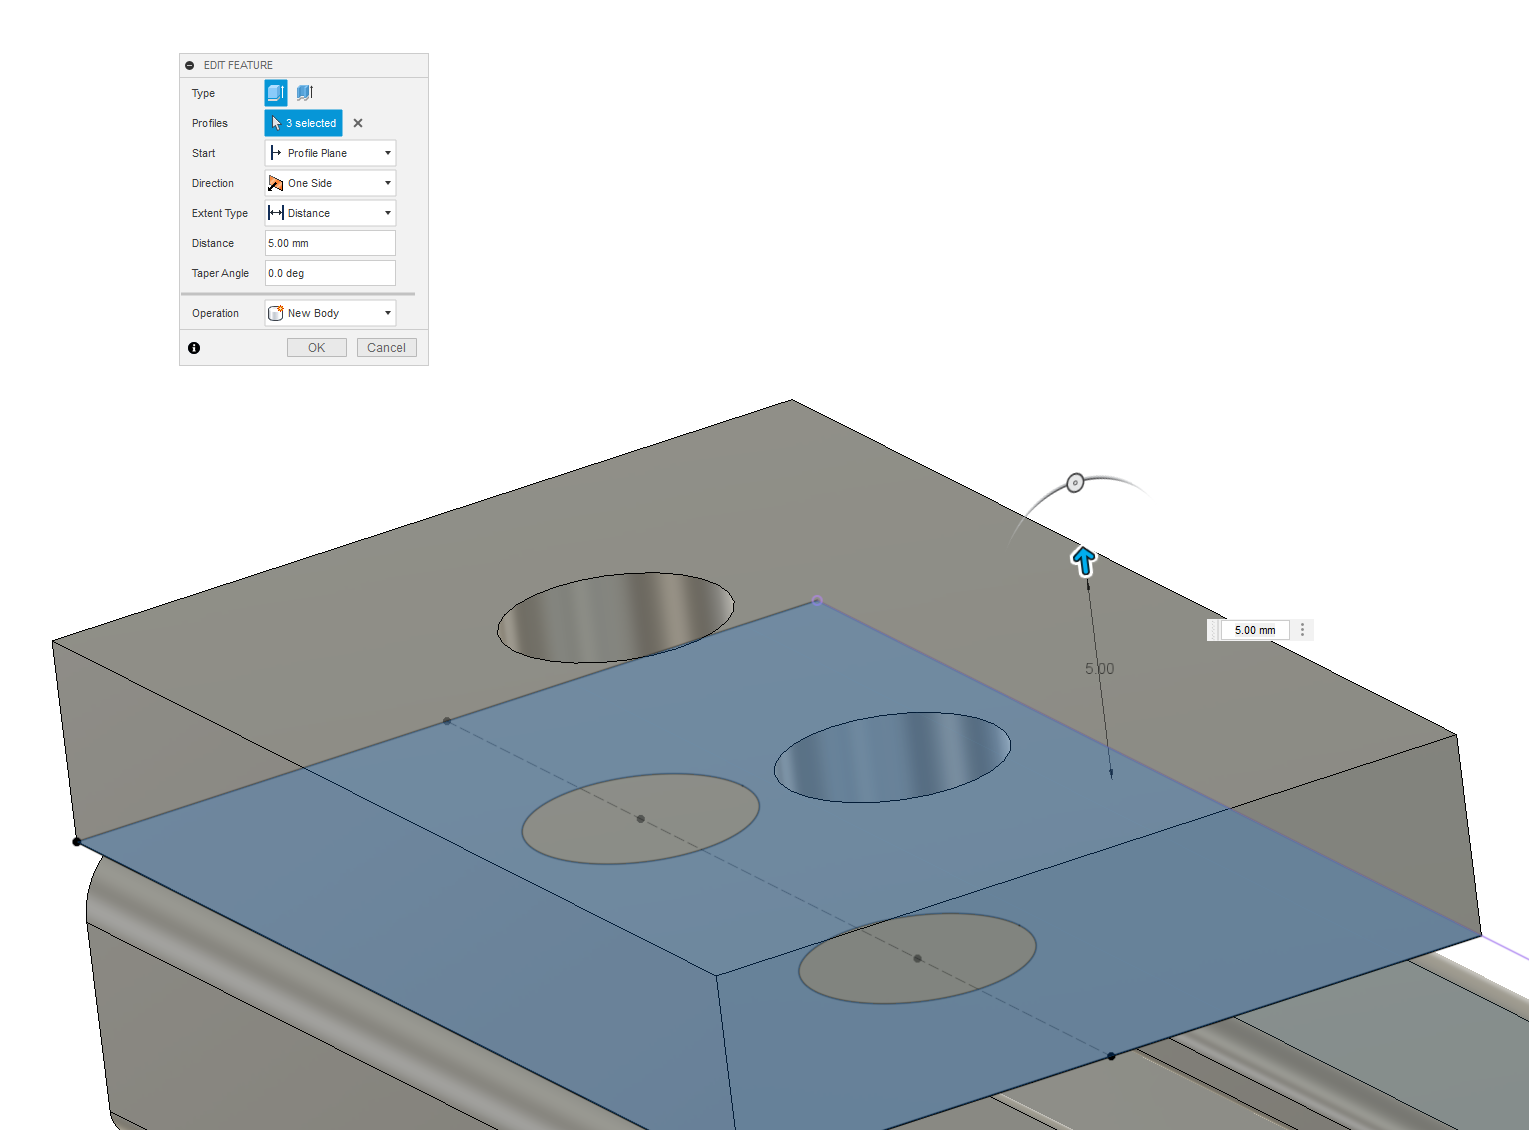 EDIT FEATURE
Type
Profiles 3 selected
Start Profile Plane
Direction One Side
Extent Type Distance
Distance 5.00 mm
Taper Angle 0.0 deg
Operation New Body
OK Cancel
5.00 mm
5.00